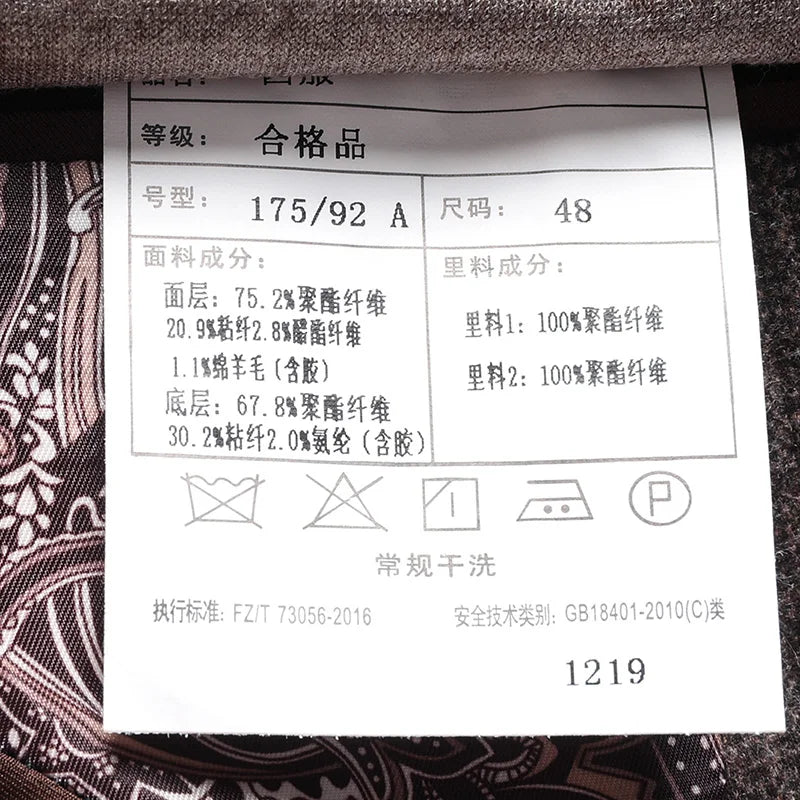 品名： 西服
等级： 合格品
号型： 175/92 A 尺码： 48
面料成分：
面层：75.2%聚酯纤维
20.9%粘纤2.8%醋酯纤维
1.1%绵羊毛(含胶)
底层：67.8%聚酯纤维
30.2%粘纤2.0%氨纶(含胶)
里料成分：
里料1：100%聚酯纤维
里料2：100%聚酯纤维
P
常规干洗
执行标准: FZ/T 73056-2016 安全技术类别: GB18401-2010(C)类
1219